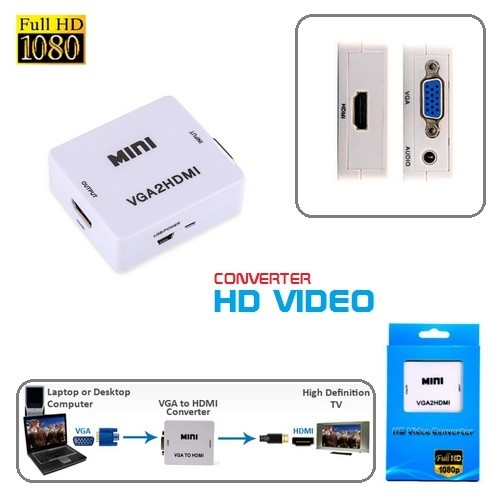 Full HD
1080
HDMI
VGA
AUDIO
MINI
VGA2HDMI
INPUT
OUTPUT
USB/POWER
CONVERTER
HD VIDEO
MINI
VGA2HDMI
HD Video Converter
Full HD
1080p
Laptop or Desktop
Computer
VGA to HDMI
Converter
High Definition
TV
VGA
HDMI
MINI
VGA TO HDMI